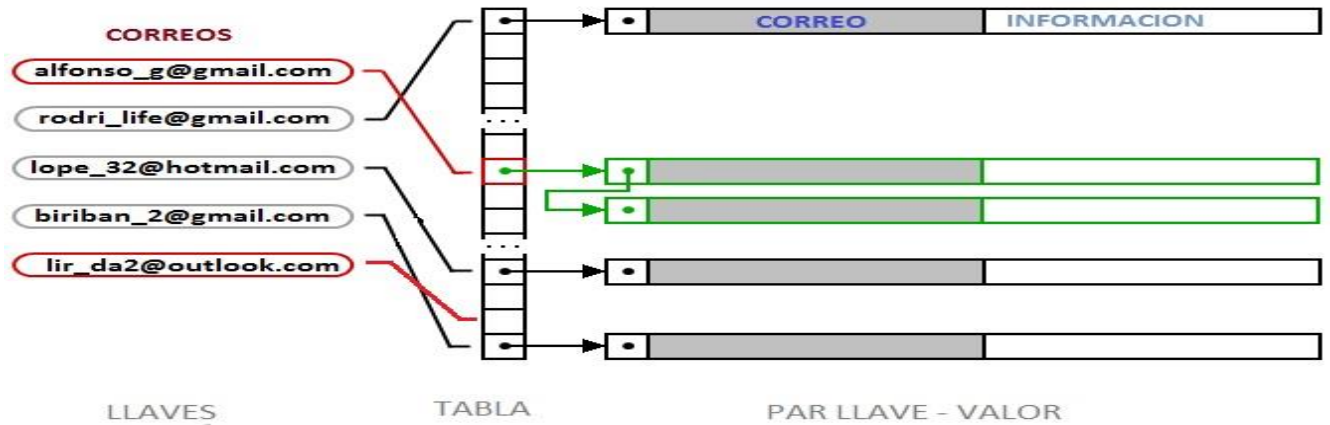 CORREOS
alfonso_g@gmail.com
rodri_life@gmail.com
lope_32@hotmail.com
biriban_2@gmail.com
lir_da2@outlook.com
CORREO INFORMACION
...
...
LLAVES TABLA PAR LLAVE - VALOR